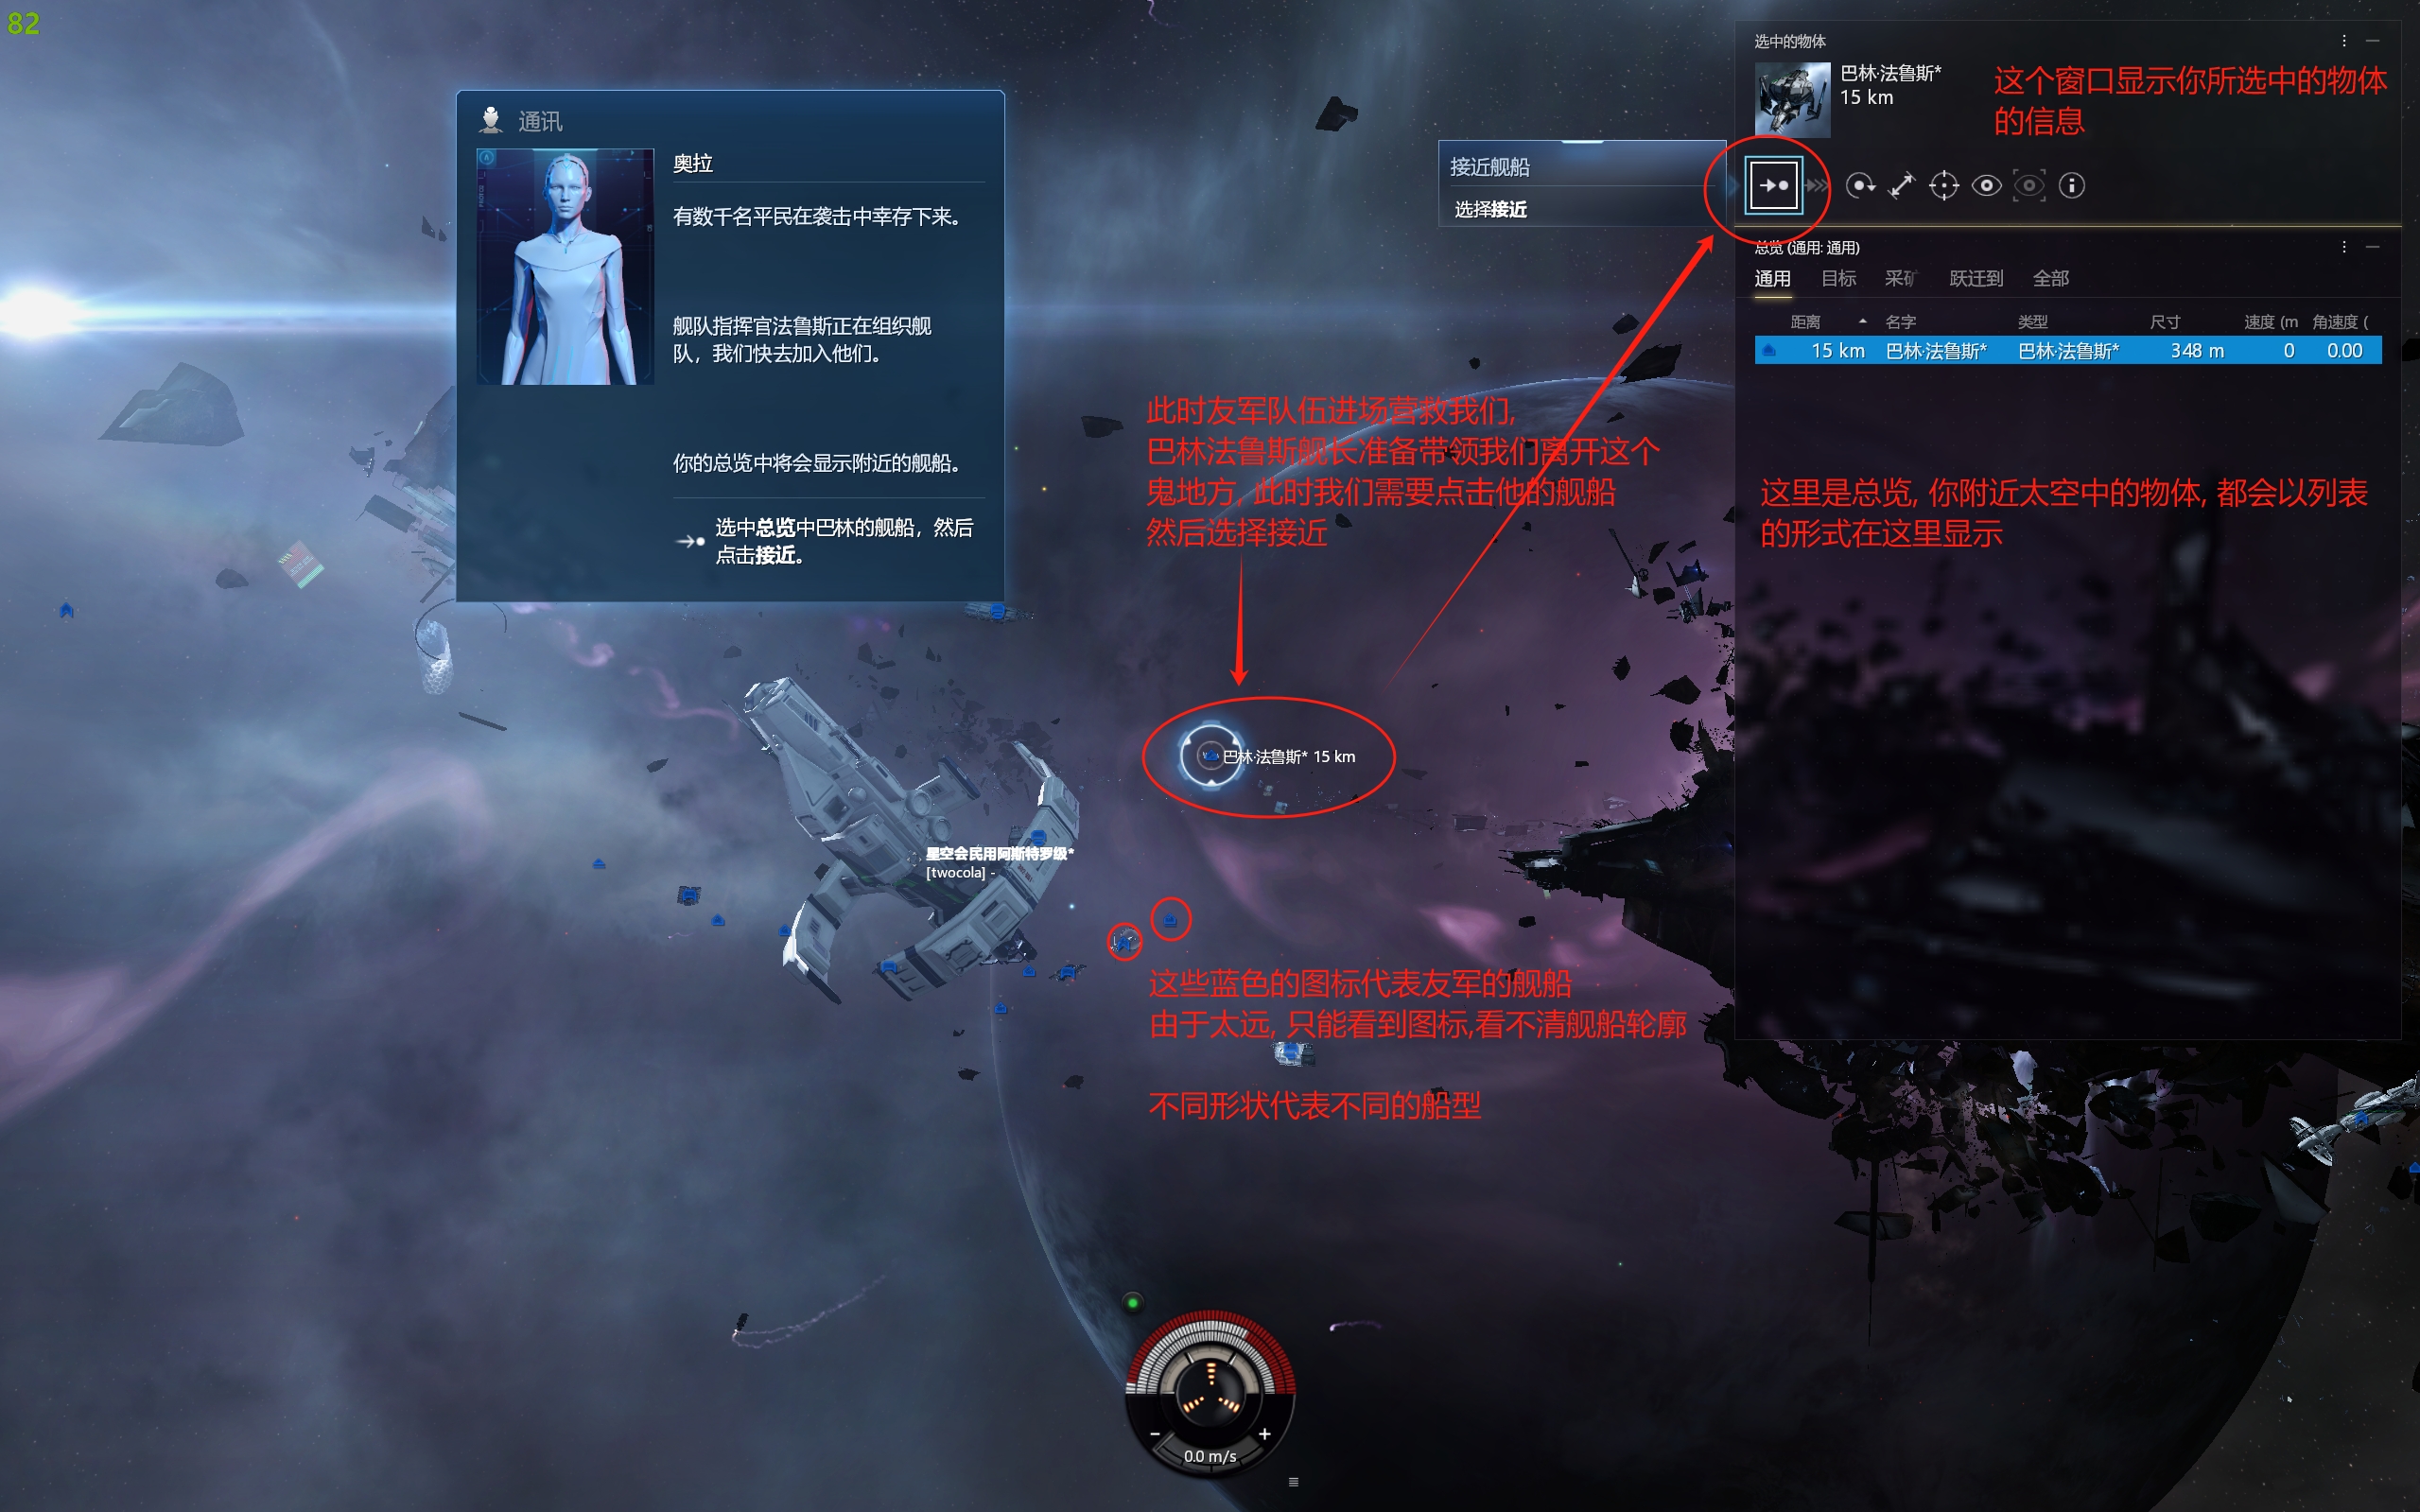 82
通讯
奥拉
有数千名平民在袭击中幸存下来。
舰队指挥官法鲁斯正在组织舰
队，我们快去加入他们。
你的总览中将会显示附近的舰船。
选中总览中巴林的舰船，然后
点击接近。
接近舰船
选择接近
选中的物体
巴林·法鲁斯*
15 km
这个窗口显示你所选中的物体
的信息
总览 (通用: 通用)
通用 目标 采矿 跃迁到 全部
距离 名字 类型 尺寸 速度 (m 角速度 (
15 km 巴林·法鲁斯* 巴林·法鲁斯* 348 m 0 0.00
这里是总览, 你附近太空中的物体, 都会以列表
的形式在这里显示
此时友军队伍进场营救我们,
巴林法鲁斯舰长准备带领我们离开这个
鬼地方, 此时我们需要点击他的舰船
然后选择接近
巴林·法鲁斯* 15 km
星空会民用阿斯特罗级*
[twocola] -
这些蓝色的图标代表友军的舰船
由于太远, 只能看到图标,看不清舰船轮廓
不同形状代表不同的船型
- +
0.0 m/s